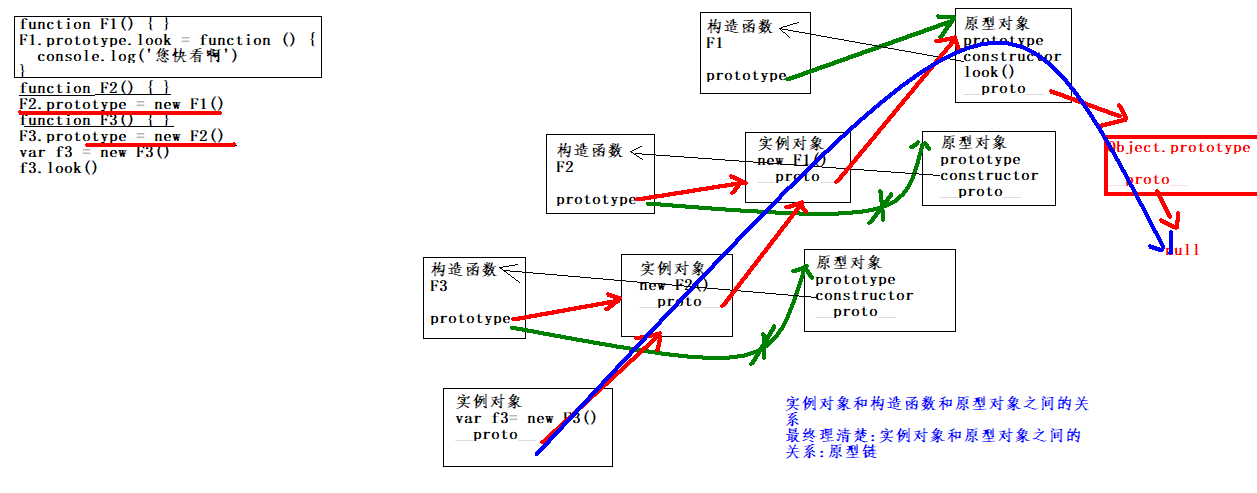 function F1() { }
F1.prototype.look = function () {
console.log('您快看啊')
}
function F2() { }
F2.prototype = new F1()
function F3() { }
F3.prototype = new F2()
var f3 = new F3()
f3.look()
构造函数
F1
prototype
原型对象
prototype
constructor
look()
__proto__
构造函数
F2
prototype
实例对象
new F1()
__proto__
原型对象
prototype
constructor
__proto__
Object.prototype
__proto__
null
构造函数
F3
prototype
实例对象
new F2()
__proto__
原型对象
prototype
constructor
__proto__
实例对象
var f3= new F3()
__proto__
实例对象和构造函数和原型对象之间的关
系
最终理清楚:实例对象和原型对象之间的
关系:原型链